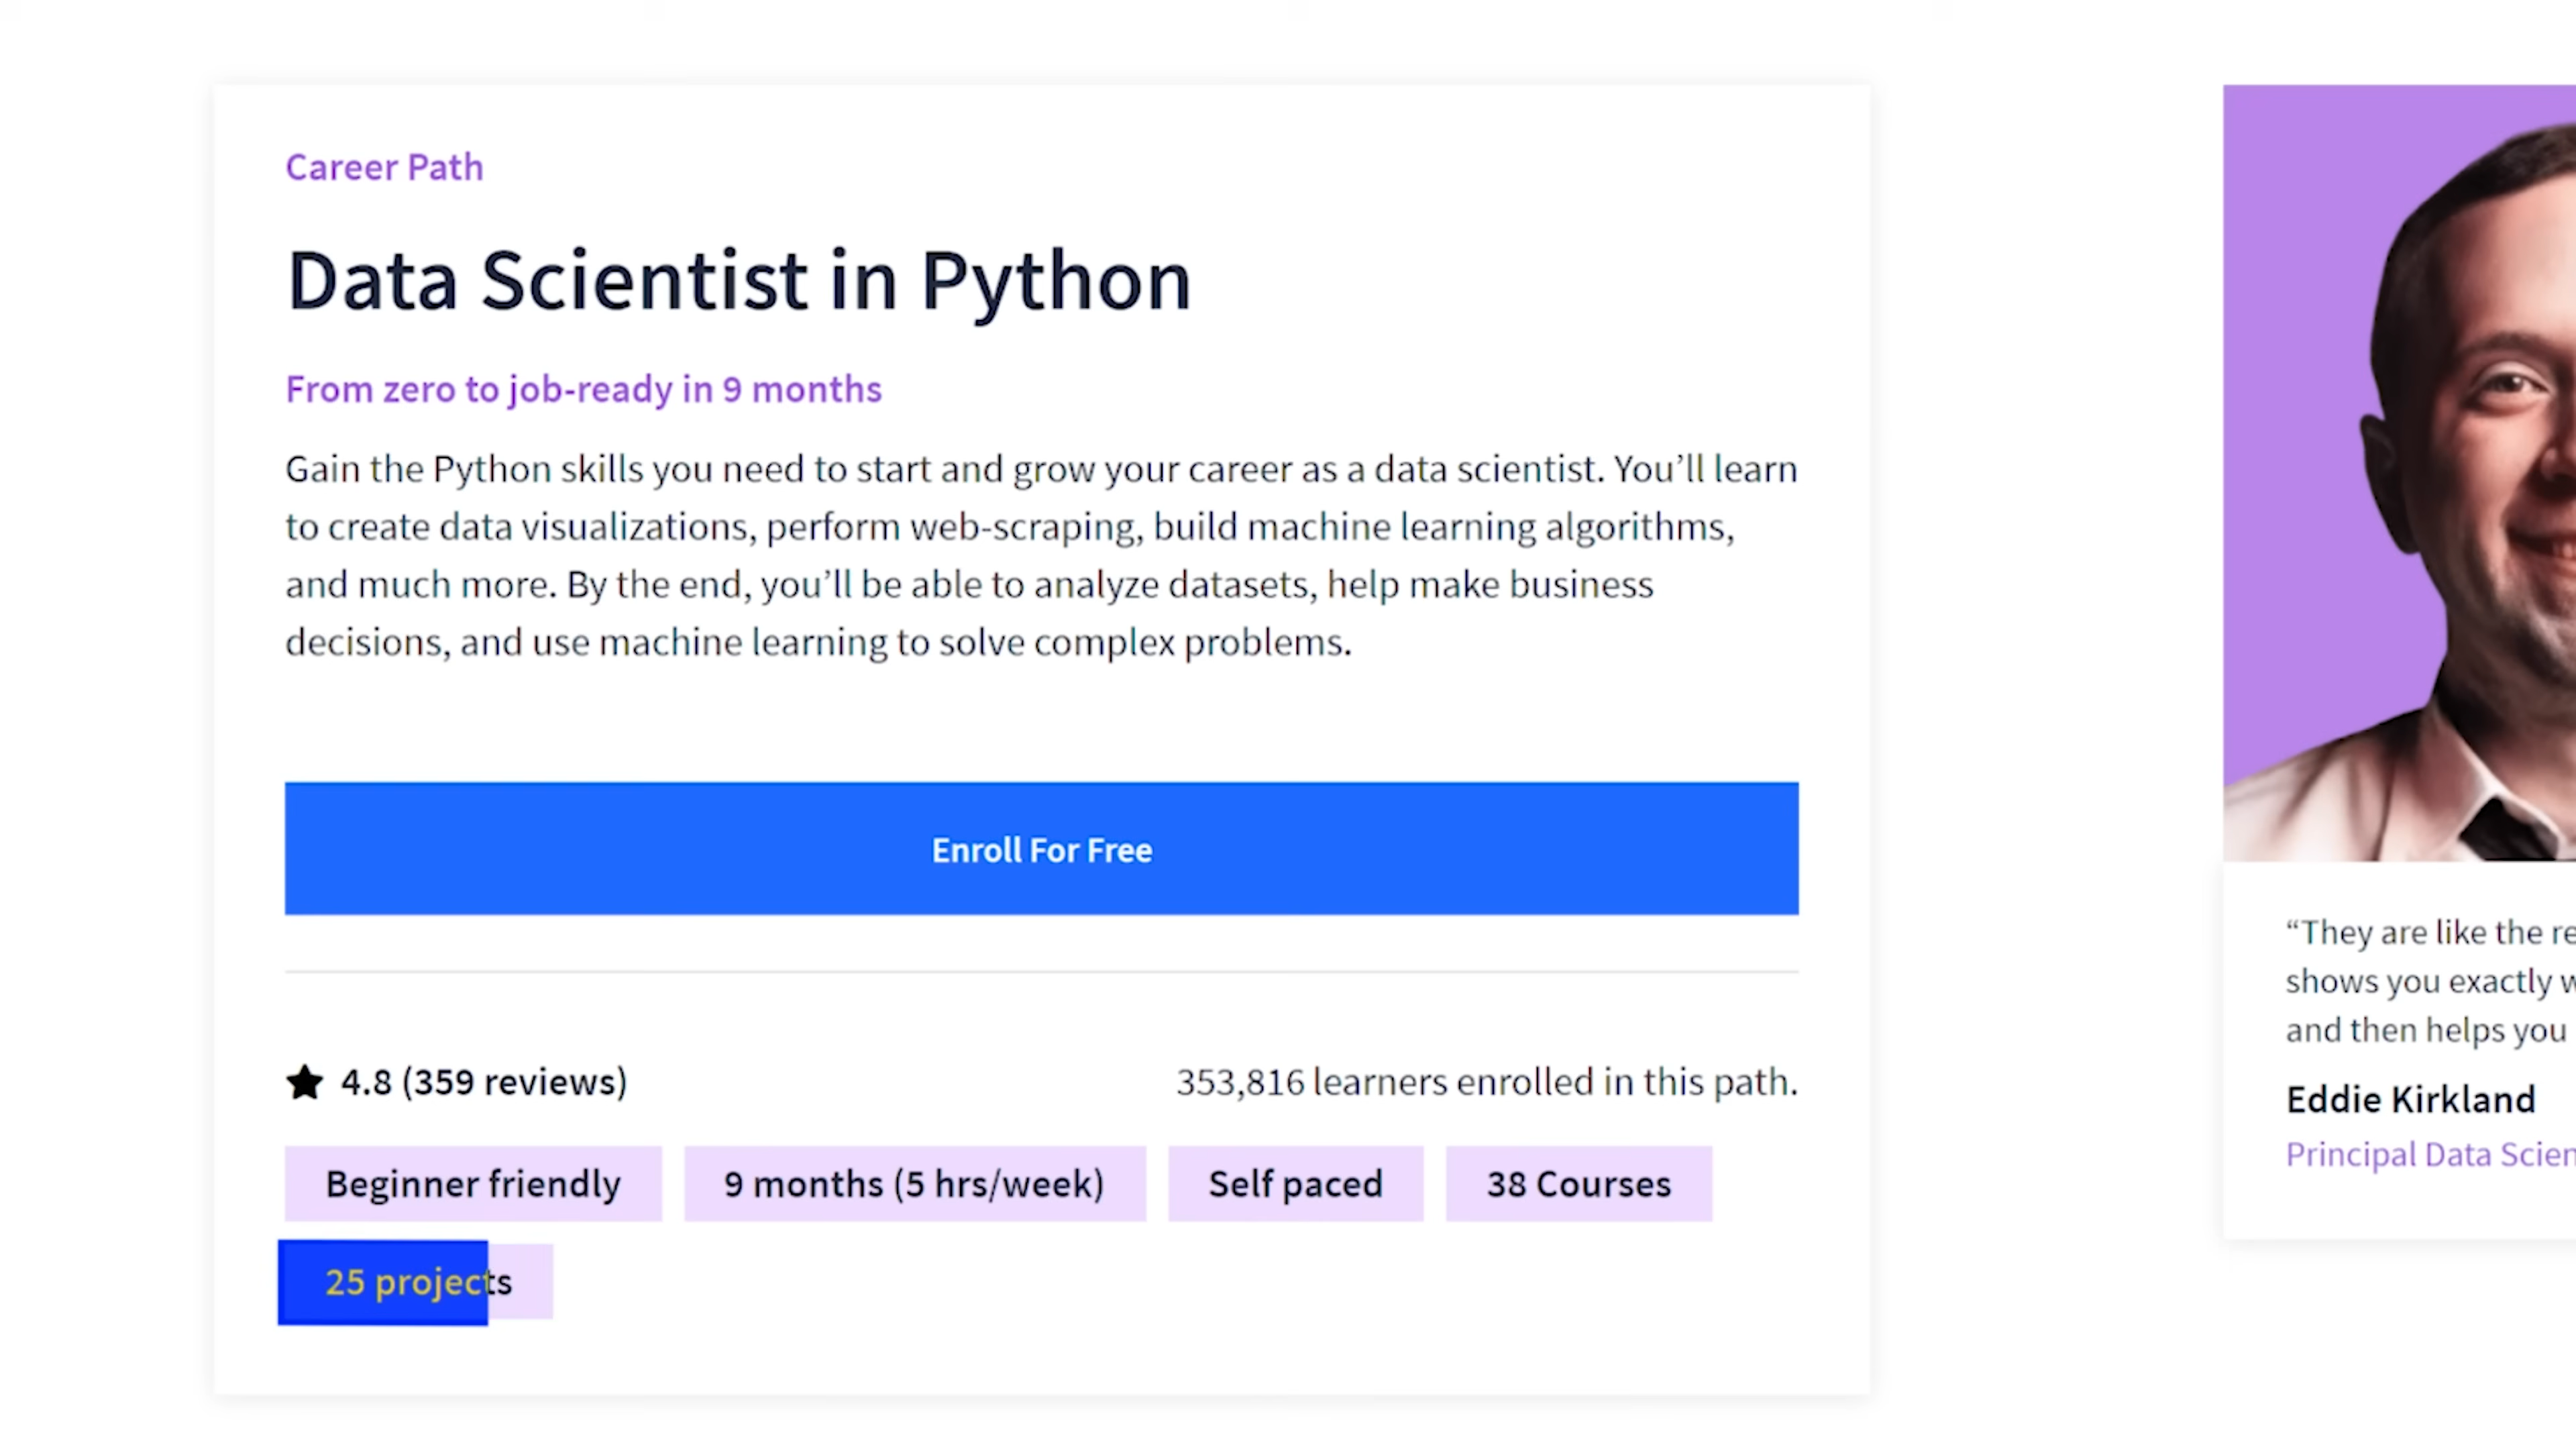 Career Path
Data Scientist in Python
From zero to job-ready in 9 months
Gain the Python skills you need to start and grow your career as a data scientist. You’ll learn
to create data visualizations, perform web-scraping, build machine learning algorithms,
and much more. By the end, you’ll be able to analyze datasets, help make business
decisions, and use machine learning to solve complex problems.
Enroll For Free
4.8 (359 reviews)
353,816 learners enrolled in this path.
Beginner friendly
9 months (5 hrs/week)
Self paced
38 Courses
25 projects
“They are like the
shows you exactly
and then helps you
Eddie Kirkland
Principal Data